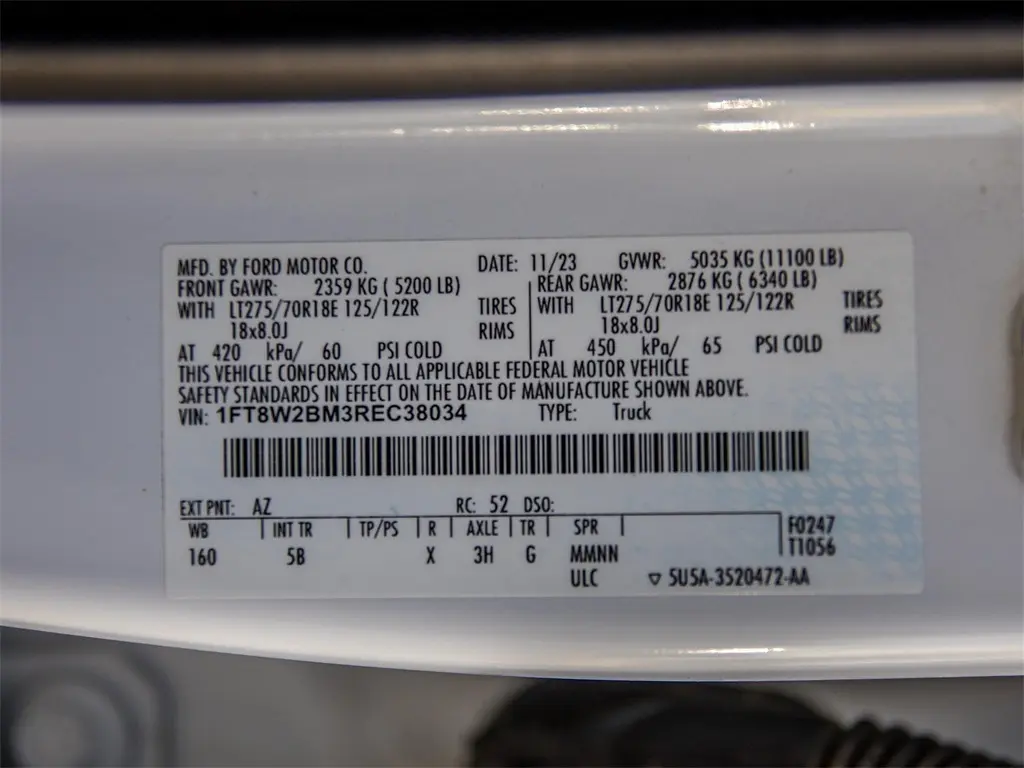 MFD. BY FORD MOTOR CO. DATE: 11/23 GVWR: 5035 KG (11100 LB)
FRONT GAWR: 2359 KG ( 5200 LB) REAR GAWR: 2876 KG ( 6340 LB)
WITH LT275/70R18E 125/122R TIRES WITH LT275/70R18E 125/122R TIRES
18x8.0J RIMS 18x8.0J RIMS
AT 420 kPa/ 60 PSI COLD AT 450 kPa/ 65 PSI COLD
THIS VEHICLE CONFORMS TO ALL APPLICABLE FEDERAL MOTOR VEHICLE
SAFETY STANDARDS IN EFFECT ON THE DATE OF MANUFACTURE SHOWN ABOVE.
VIN: 1FT8W2BM3REC38034 TYPE: Truck
EXT PNT: AZ RC: 52 DSO:
WB INT TR TP/PS R AXLE TR SPR F0247
160 5B X 3H G MMNN T1056
ULC ▽ 5U5A-3520472-AA